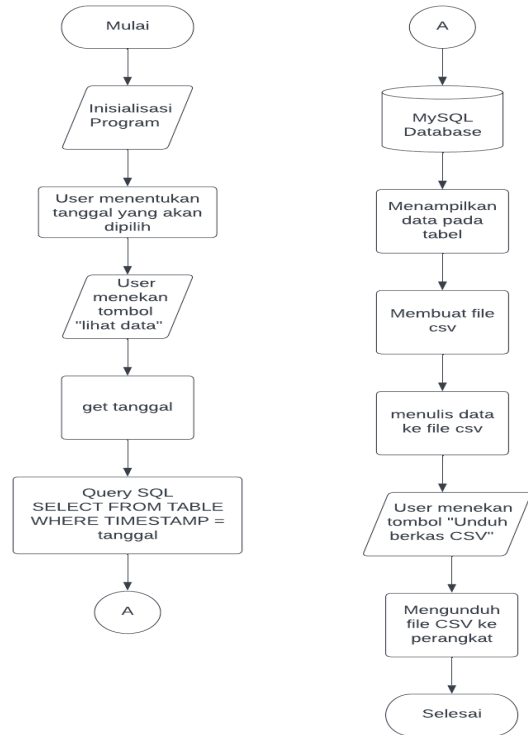 Mulai
Inisialisasi
Program
User menentukan
tanggal yang akan
dipilih
User
menekan
tombol
"lihat data"
get tanggal
Query SQL
SELECT FROM TABLE
WHERE TIMESTAMP =
tanggal
A
A
MySQL
Database
Menampilkan
data pada
tabel
Membuat file
csv
menulis data
ke file csv
User menekan
tombol "Unduh
berkas CSV"
Mengunduh
file CSV ke
perangkat
Selesai